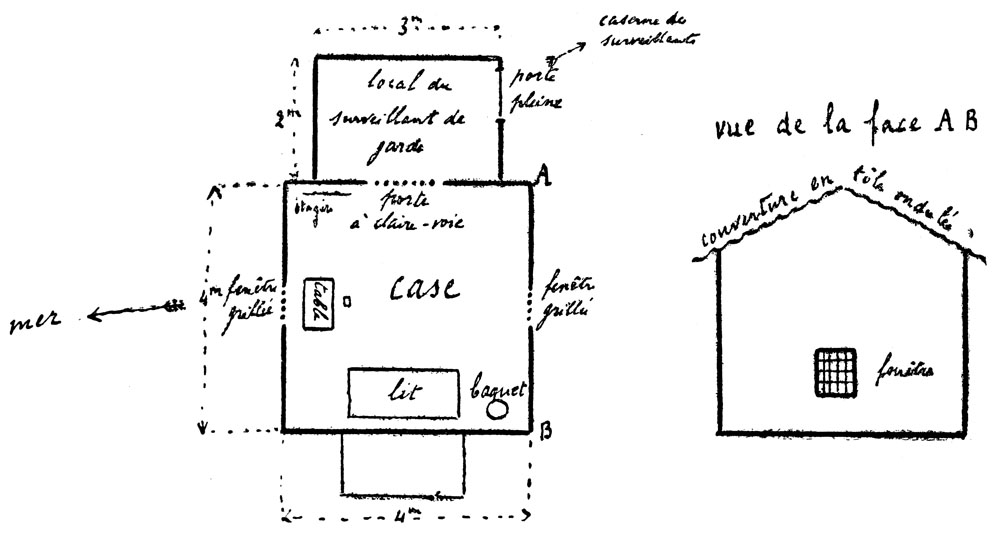 3m
caserne des
surveillants
local du
surveillant de
garde
porte
pleine
2m
A
étagère
porte
à claire-voie
4m
fenêtre
grillée
table
case
fenêtre
grillée
mer
lit
baquet
B
4m
vue de la face A B
couverture en tôle ondulée
fenêtre